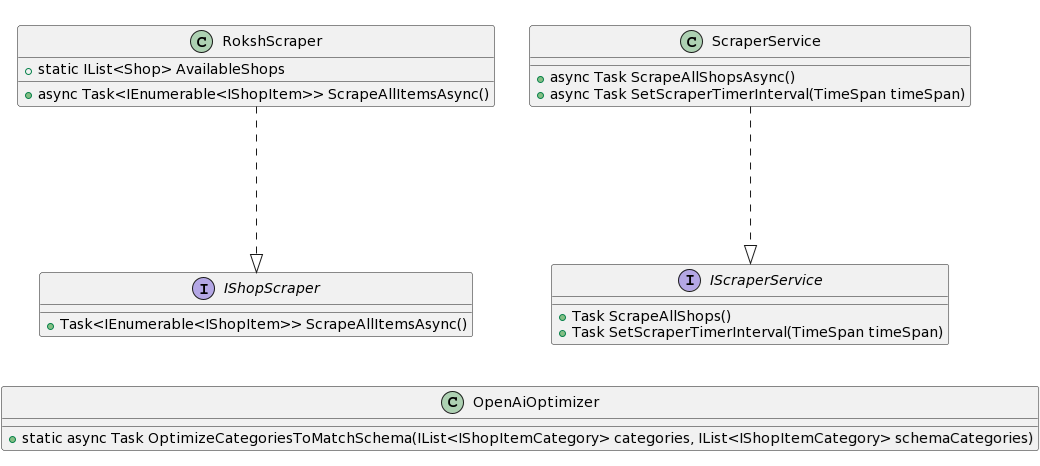 C RokshScraper
static IList<Shop> AvailableShops
async Task<IEnumerable<IShopItem>> ScrapeAllItemsAsync()
C ScraperService
async Task ScrapeAllShopsAsync()
async Task SetScraperTimerInterval(TimeSpan timeSpan)
I IShopScraper
Task<IEnumerable<IShopItem>> ScrapeAllItemsAsync()
I IScraperService
Task ScrapeAllShops()
Task SetScraperTimerInterval(TimeSpan timeSpan)
C OpenAiOptimizer
static async Task OptimizeCategoriesToMatchSchema(IList<IShopItemCategory> categories, IList<IShopItemCategory> schemaCategories)